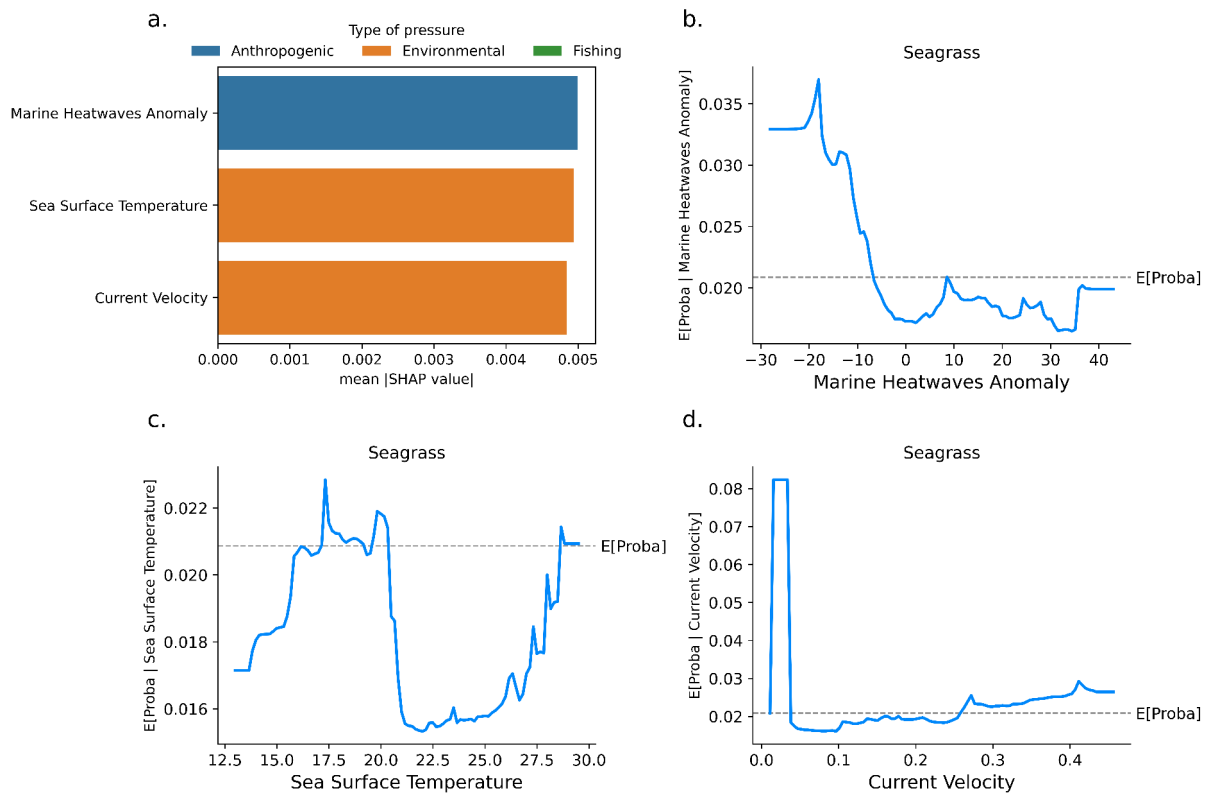 a.
Type of pressure
Anthropogenic Environmental Fishing
Marine Heatwaves Anomaly
Sea Surface Temperature
Current Velocity
0.000 0.001 0.002 0.003 0.004 0.005
mean |SHAP value|
b.
Seagrass
E[Proba | Marine Heatwaves Anomaly]
0.035
0.030
0.025
0.020
E[Proba]
−30 −20 −10 0 10 20 30 40
Marine Heatwaves Anomaly
c.
Seagrass
E[Proba | Sea Surface Temperature]
0.022
0.020
0.018
0.016
E[Proba]
12.5 15.0 17.5 20.0 22.5 25.0 27.5 30.0
Sea Surface Temperature
d.
Seagrass
E[Proba | Current Velocity]
0.08
0.07
0.06
0.05
0.04
0.03
0.02
E[Proba]
0.0 0.1 0.2 0.3 0.4
Current Velocity